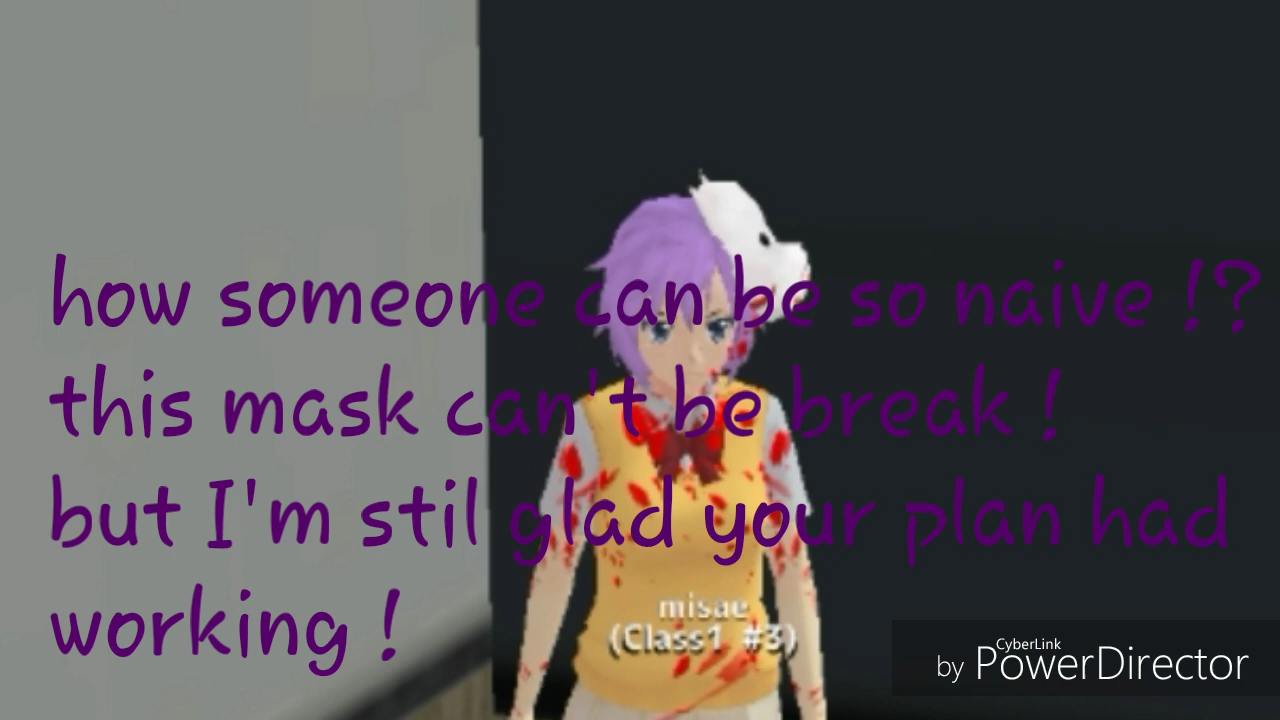 how someone can be so naive !?
this mask can't be break !
but I'm stil glad your plan had
working !
misae
(Class1 #3)
CyberLink
by PowerDirector